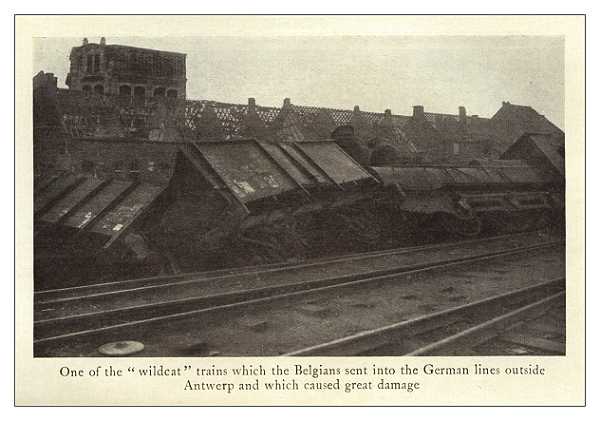 One of the "wildcat" trains which the Belgians sent into the German lines outside
Antwerp and which caused great damage